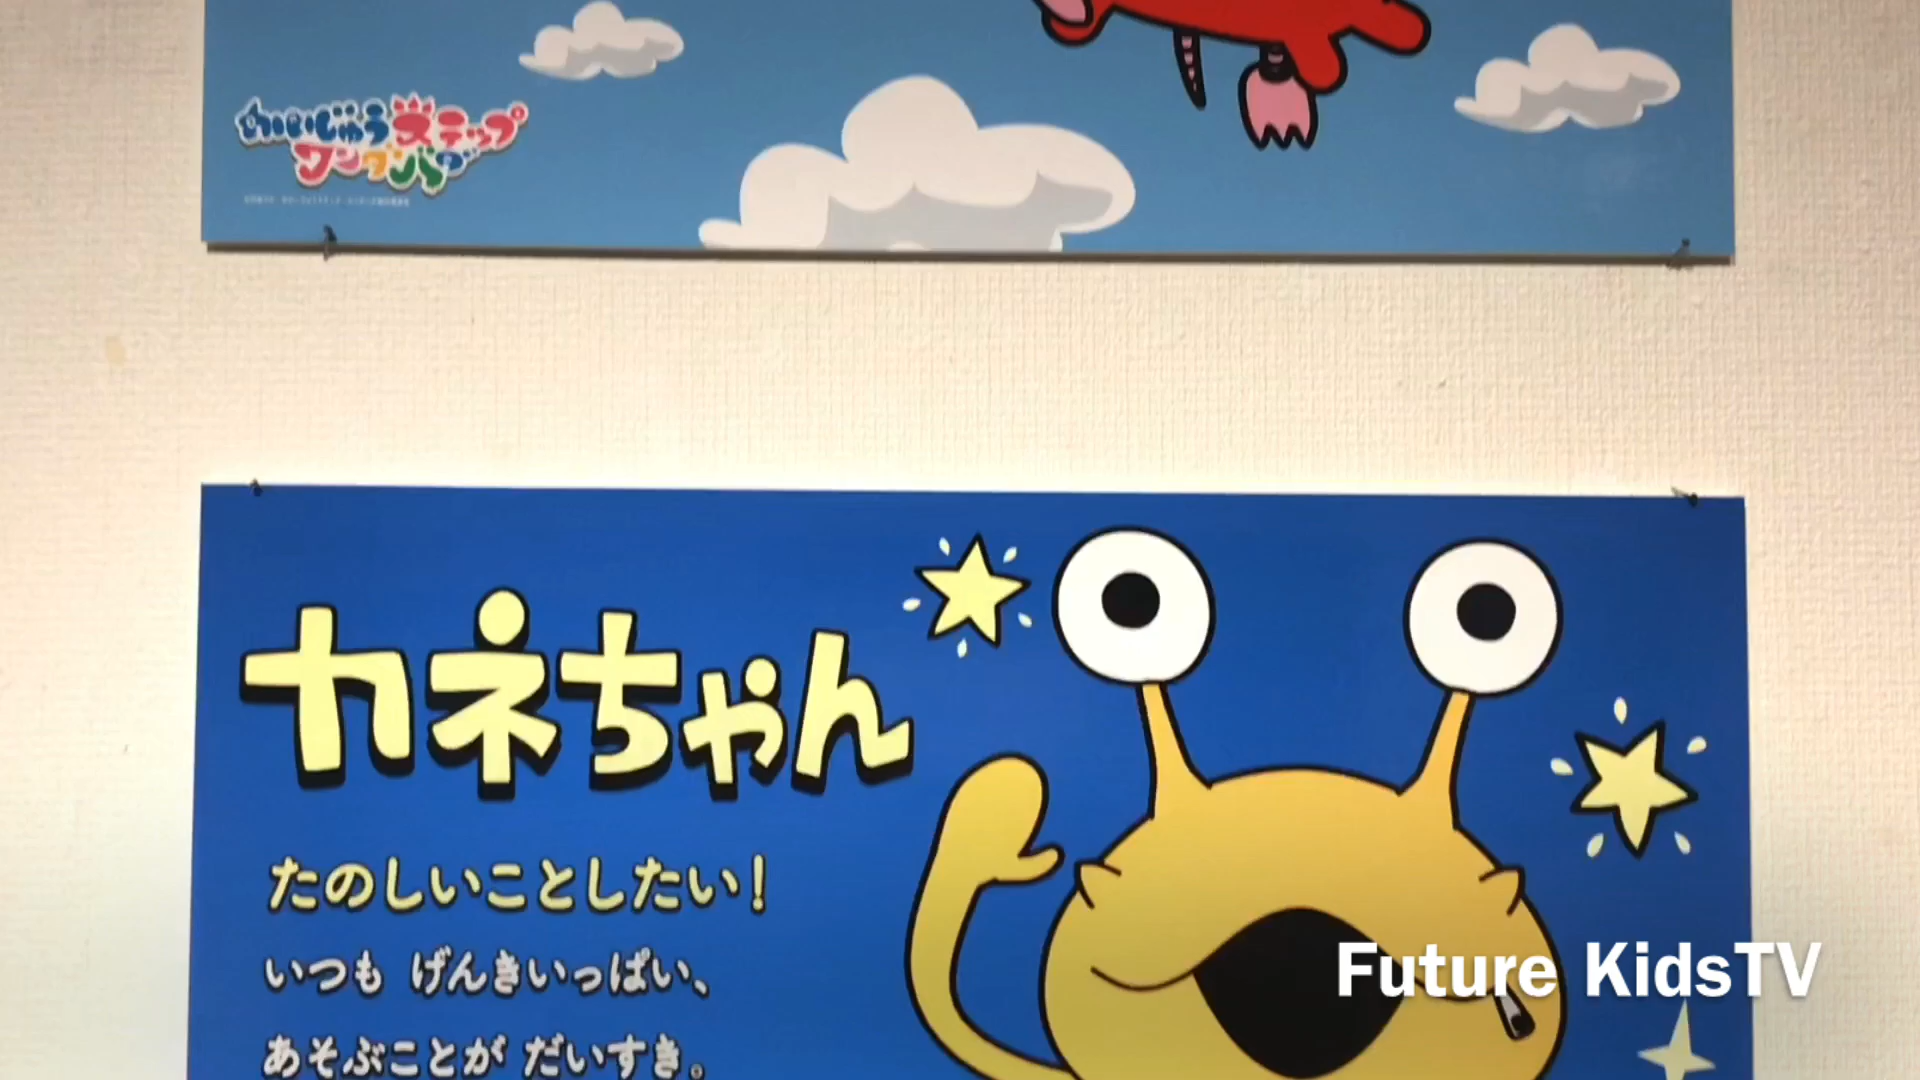 かいじゅうステップ
ワンダバダ
カネちゃん
たのしいことしたい!
いつも げんきいっぱい、
あそぶことが だいすき。
Future KidsTV